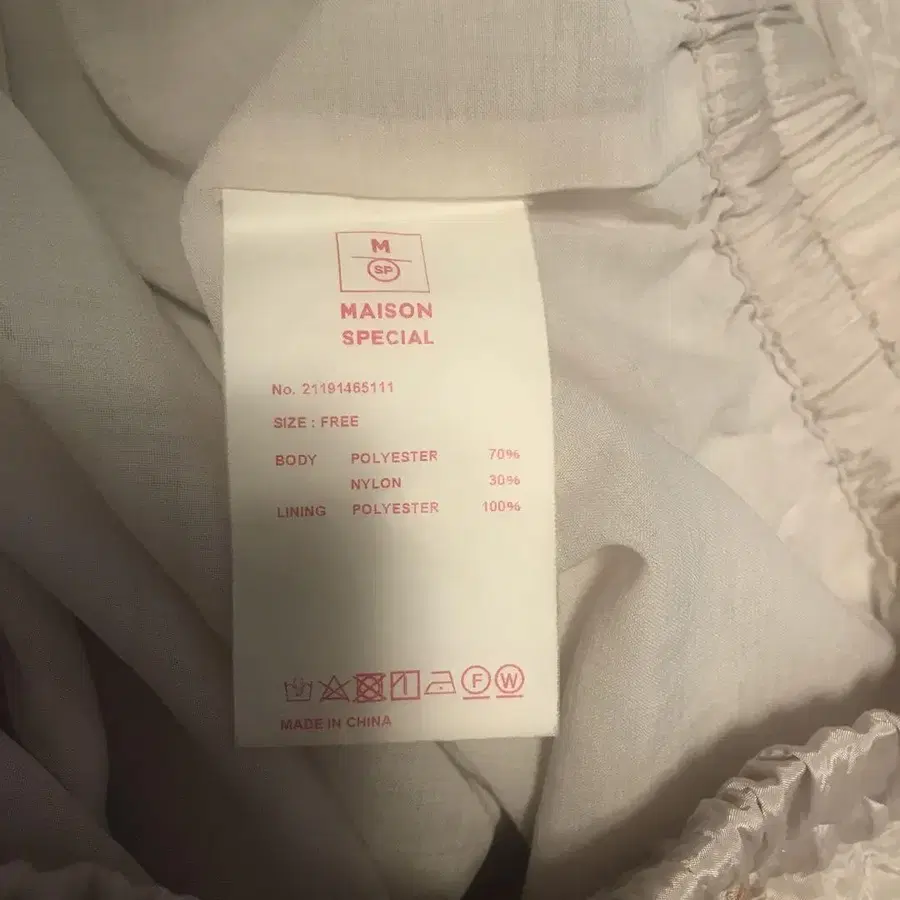 M
SP
MAISON
SPECIAL
No. 21191465111
SIZE : FREE
BODY POLYESTER 70%
NYLON 30%
LINING POLYESTER 100%
F W
MADE IN CHINA